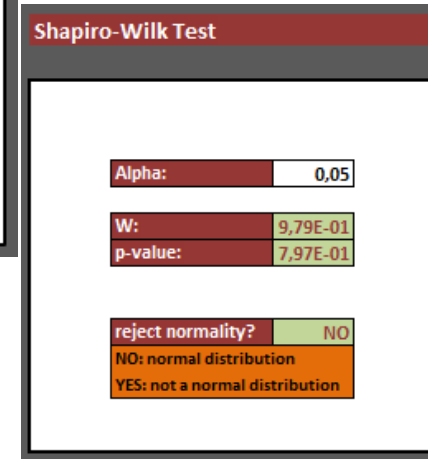 Shapiro-Wilk Test
Alpha: 0,05
W: 9,79E-01
p-value: 7,97E-01
reject normality? NO
NO: normal distribution
YES: not a normal distribution